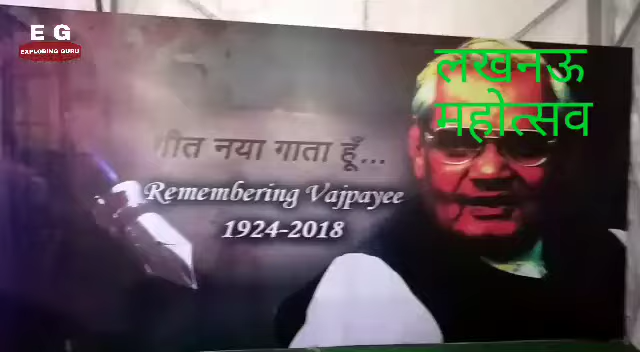 E G
EXPLORING GURU
लखनऊ
महोत्सव
गीत नया गाता हूँ...
Remembering Vajpayee
1924-2018